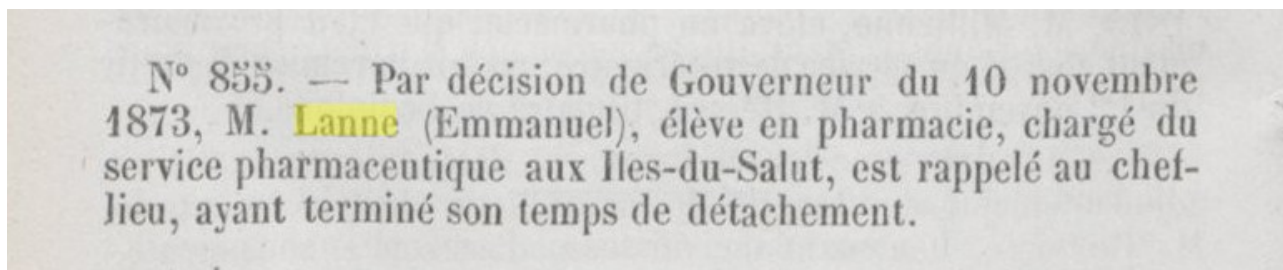 N° 855. — Par décision de Gouverneur du 10 novembre
1873, M. Lanne (Emmanuel), élève en pharmacie, chargé du
service pharmaceutique aux Iles-du-Salut, est rappelé au chef-
lieu, ayant terminé son temps de détachement.